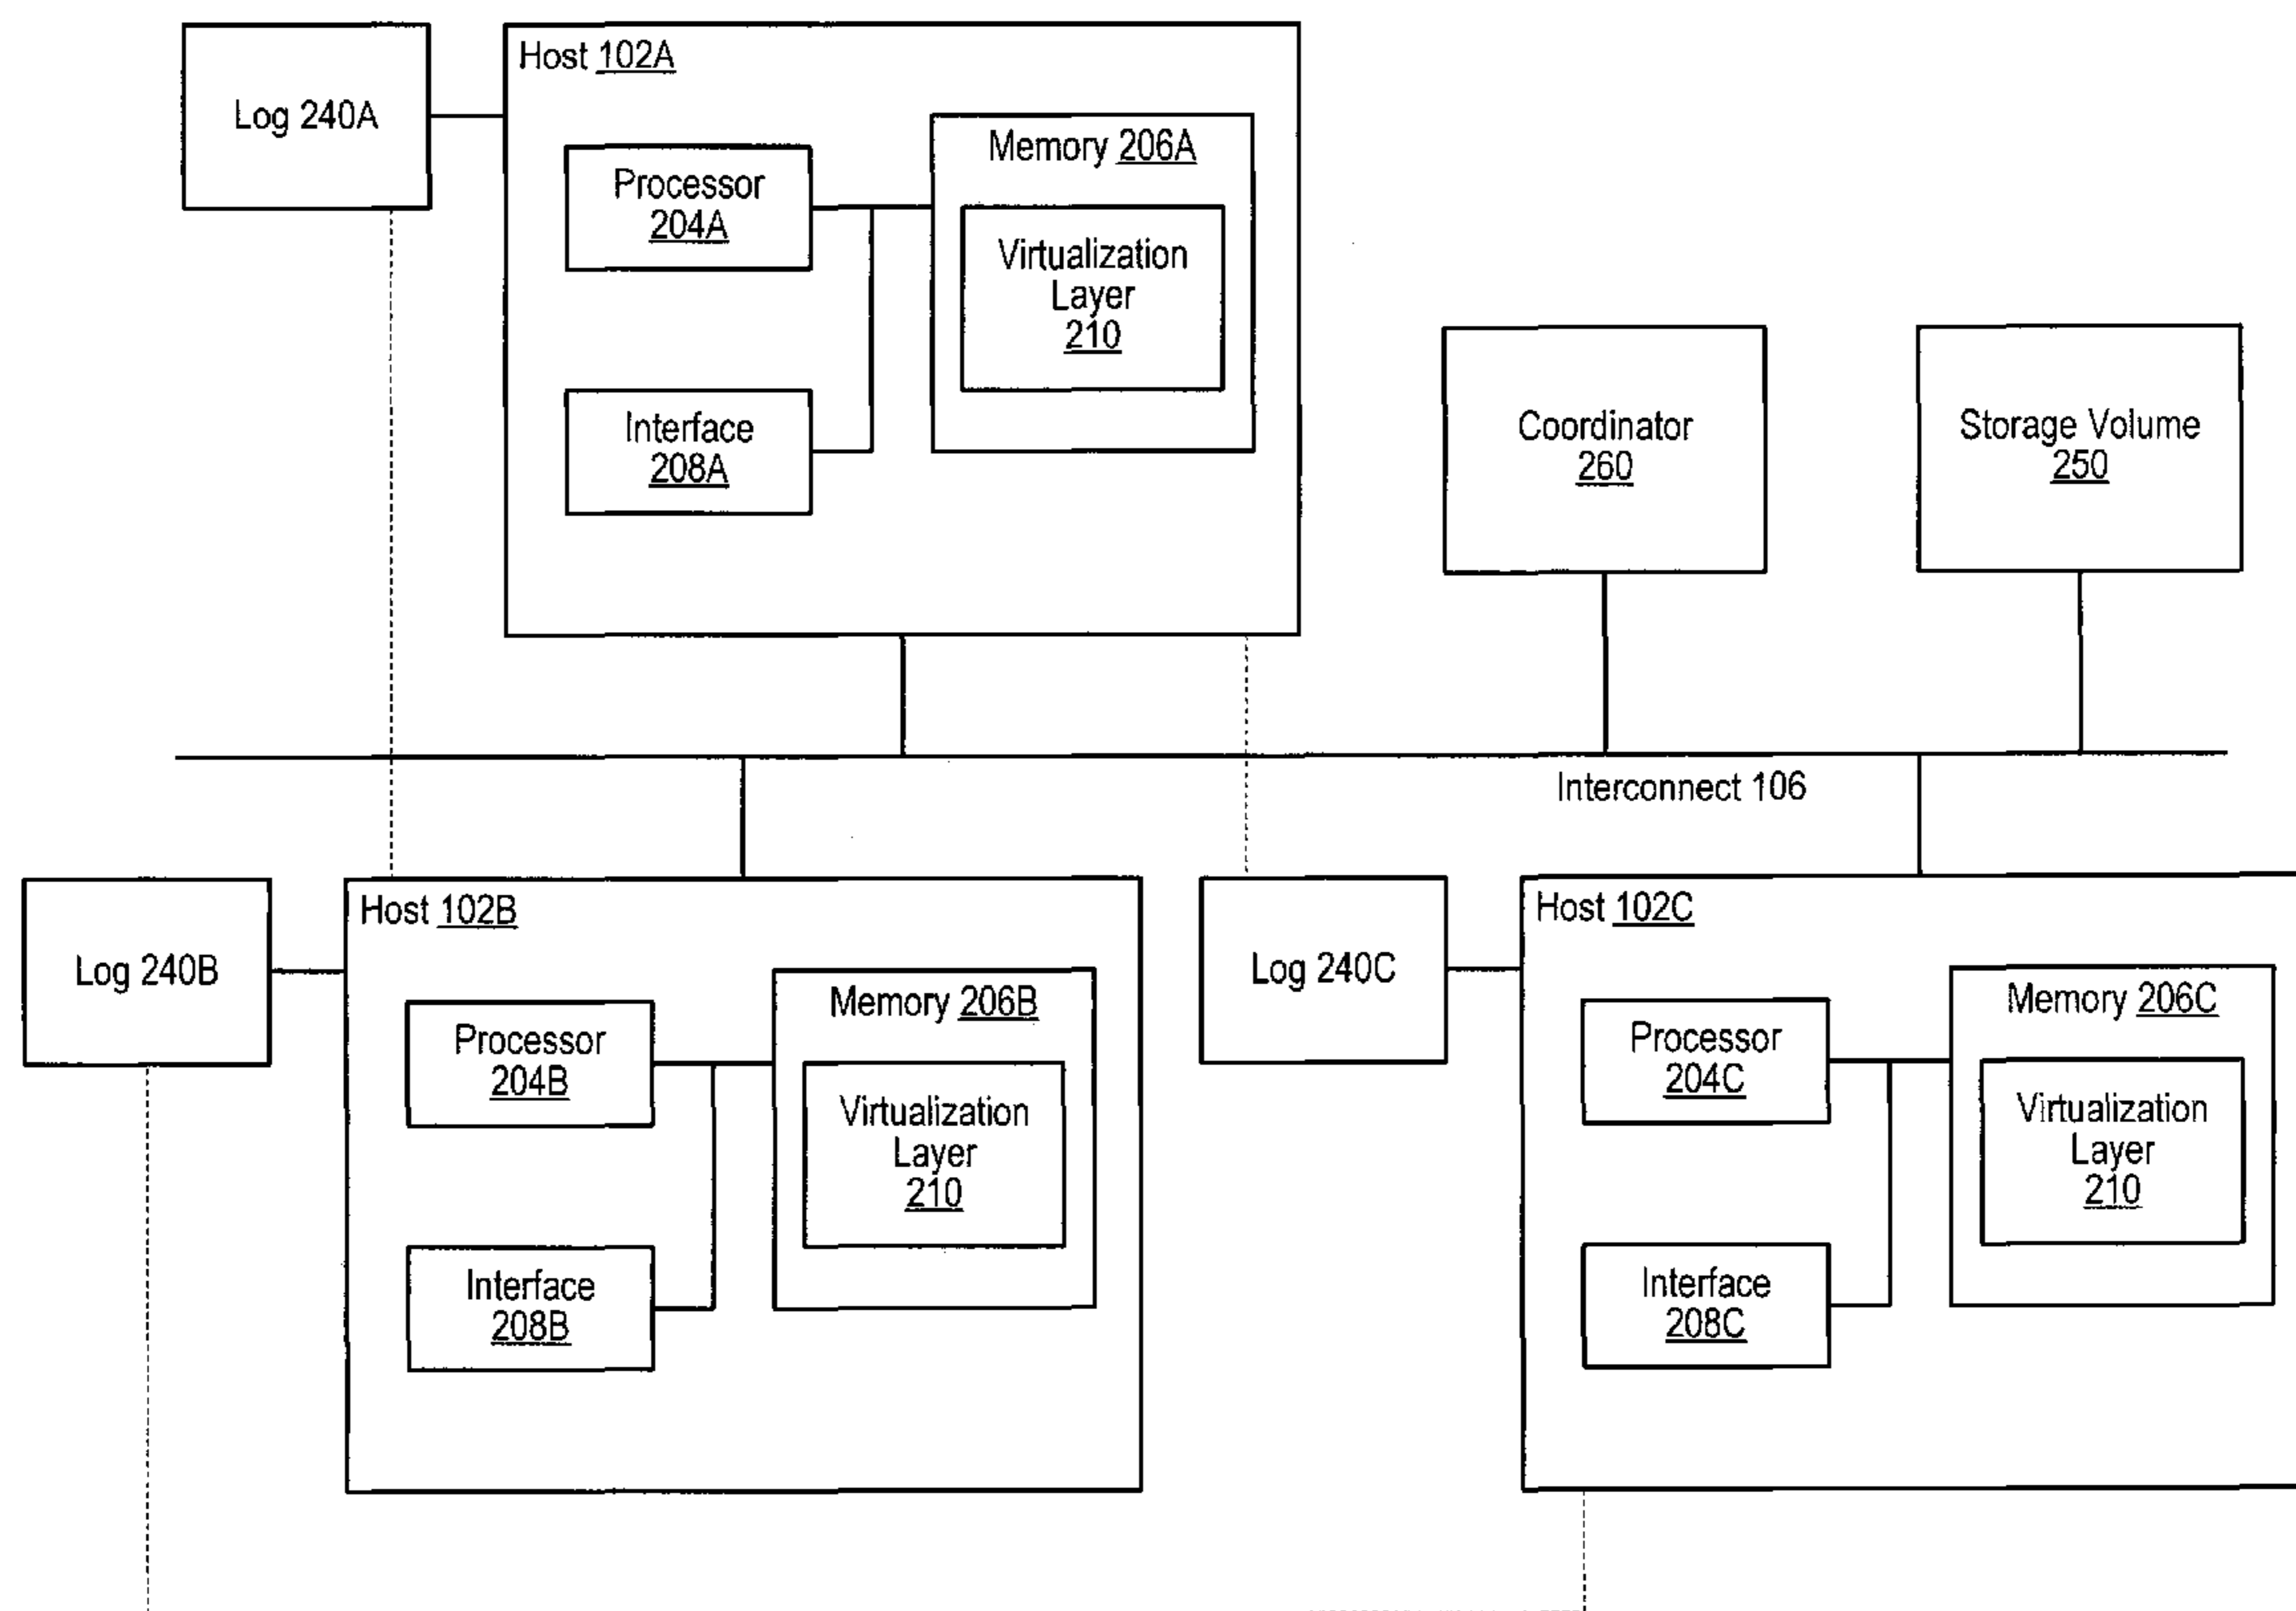 Host 102A
Log 240A
Processor
204A
Memory 206A
Virtualization
Layer
210
Interface
208A
Coordinator
260
Storage Volume
250
Interconnect 106
Log 240B
Host 102B
Processor
204B
Memory 206B
Virtualization
Layer
210
Interface
208B
Log 240C
Host 102C
Processor
204C
Memory 206C
Virtualization
Layer
210
Interface
208C